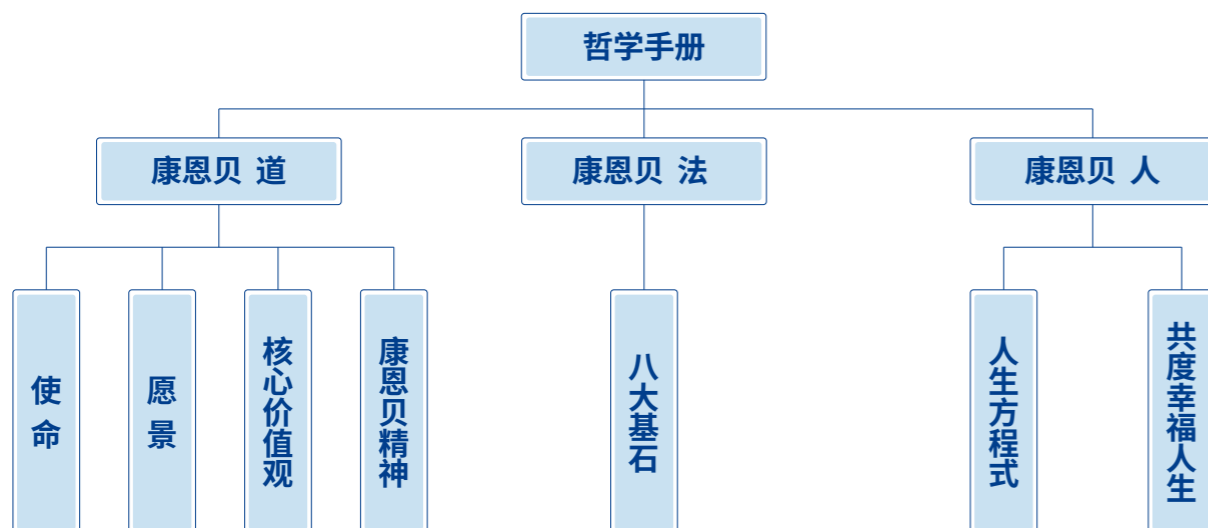 哲学手册
康恩贝 道
康恩贝 法
康恩贝 人
使命
愿景
核心价值观
康恩贝精神
八大基石
人生方程式
共度幸福人生